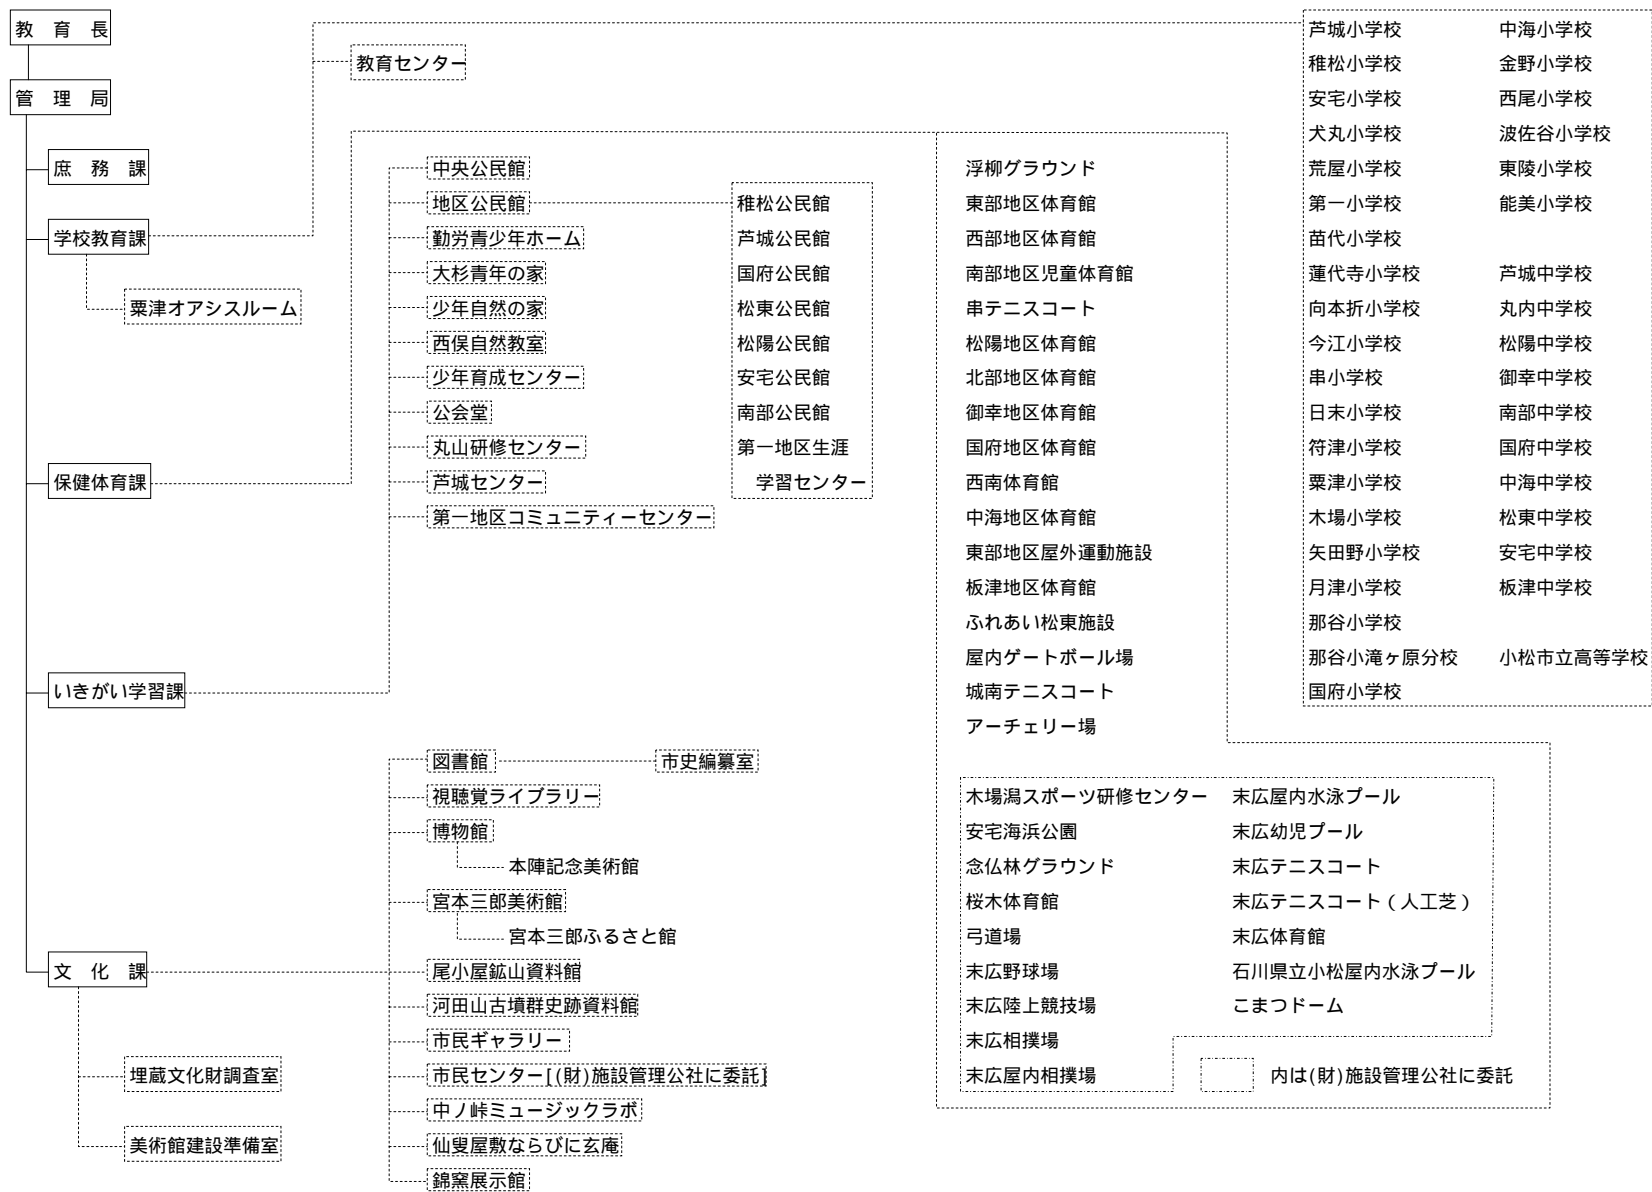 教 育 長
管 理 局
庶 務 課
学校教育課
粟津オアシスルーム
教育センター
芦城小学校
稚松小学校
安宅小学校
犬丸小学校
荒屋小学校
第一小学校
苗代小学校
蓮代寺小学校
向本折小学校
今江小学校
串小学校
日末小学校
符津小学校
粟津小学校
木場小学校
矢田野小学校
月津小学校
那谷小学校
那谷小滝ヶ原分校
国府小学校
中海小学校
金野小学校
西尾小学校
波佐谷小学校
東陵小学校
能美小学校
芦城中学校
丸内中学校
松陽中学校
御幸中学校
南部中学校
国府中学校
中海中学校
松東中学校
安宅中学校
板津中学校
小松市立高等学校
保健体育課
浮柳グラウンド
東部地区体育館
西部地区体育館
南部地区児童体育館
串テニスコート
松陽地区体育館
北部地区体育館
御幸地区体育館
国府地区体育館
西南体育館
中海地区体育館
東部地区屋外運動施設
板津地区体育館
ふれあい松東施設
屋内ゲートボール場
城南テニスコート
アーチェリー場
木場潟スポーツ研修センター
安宅海浜公園
念仏林グラウンド
桜木体育館
弓道場
末広野球場
末広陸上競技場
末広相撲場
末広屋内相撲場
末広屋内水泳プール
末広幼児プール
末広テニスコート
末広テニスコート(人工芝)
末広体育館
石川県立小松屋内水泳プール
こまつドーム
内は(財)施設管理公社に委託
いきがい学習課
中央公民館
地区公民館
勤労青少年ホーム
大杉青年の家
少年自然の家
西俣自然教室
少年育成センター
公会堂
丸山研修センター
芦城センター
第一地区コミュニティーセンター
稚松公民館
芦城公民館
国府公民館
松東公民館
松陽公民館
安宅公民館
南部公民館
第一地区生涯
学習センター
文 化 課
埋蔵文化財調査室
美術館建設準備室
図書館
市史編纂室
視聴覚ライブラリー
博物館
本陣記念美術館
宮本三郎美術館
宮本三郎ふるさと館
尾小屋鉱山資料館
河田山古墳群史跡資料館
市民ギャラリー
市民センター[(財)施設管理公社に委託]
中ノ峠ミュージックラボ
仙叟屋敷ならびに玄庵
錦窯展示館